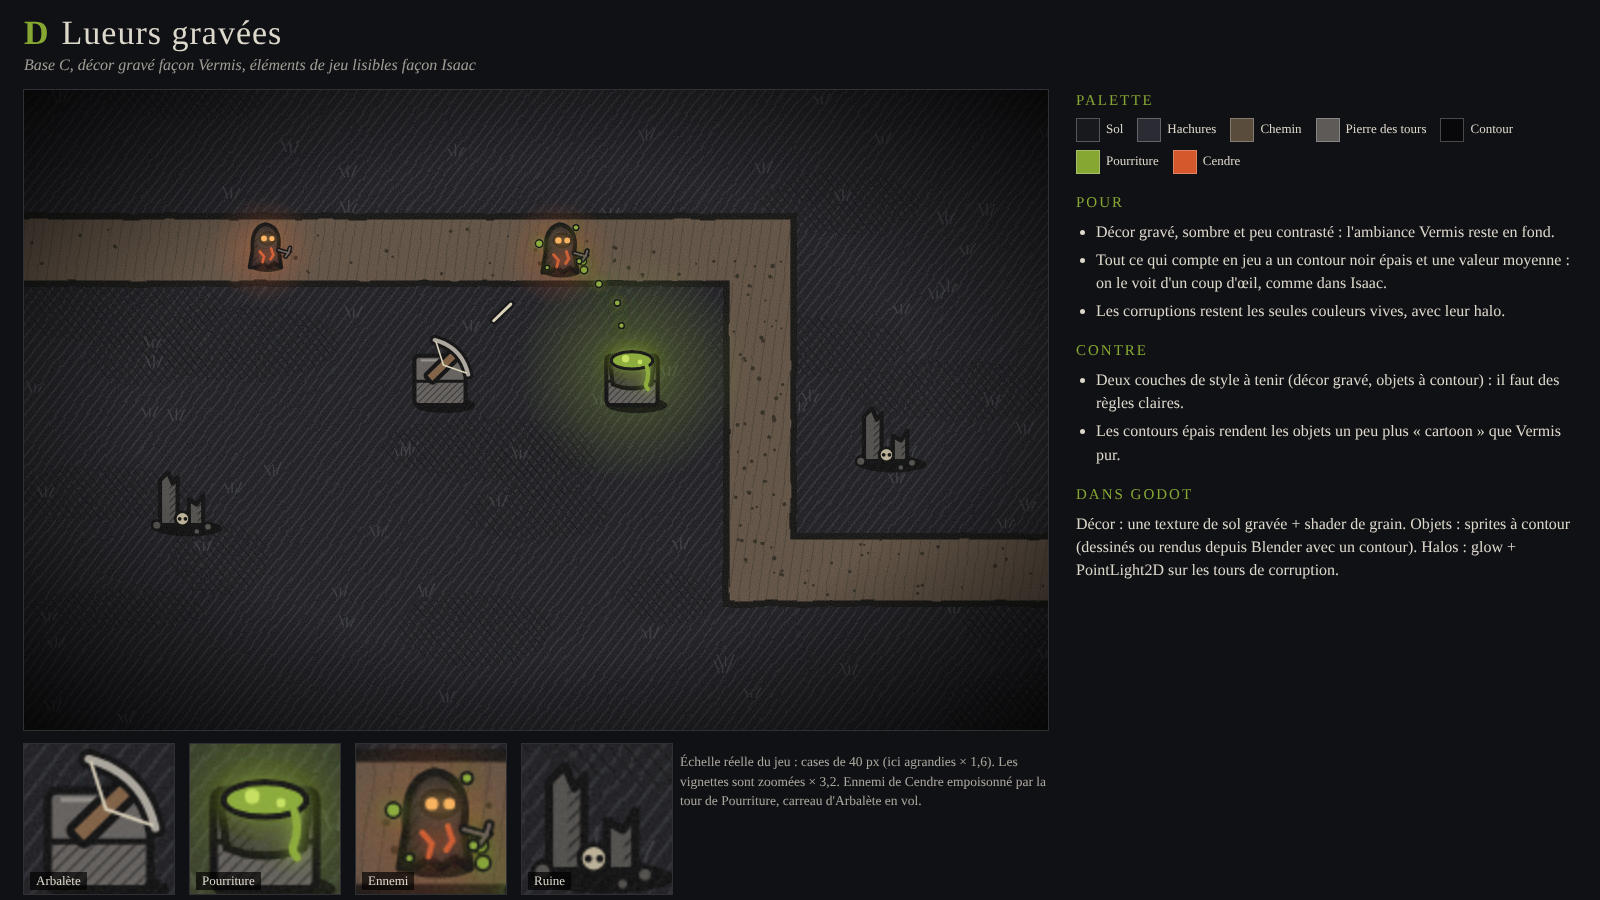 D Lueurs gravées
Base C, décor gravé façon Vermis, éléments de jeu lisibles façon Isaac
PALETTE
Sol
Hachures
Chemin
Pierre des tours
Contour
Pourriture
Cendre
POUR
Décor gravé, sombre et peu contrasté : l'ambiance Vermis reste en fond.
Tout ce qui compte en jeu a un contour noir épais et une valeur moyenne :
on le voit d'un coup d'œil, comme dans Isaac.
Les corruptions restent les seules couleurs vives, avec leur halo.
CONTRE
Deux couches de style à tenir (décor gravé, objets à contour) : il faut des
règles claires.
Les contours épais rendent les objets un peu plus « cartoon » que Vermis
pur.
DANS GODOT
Décor : une texture de sol gravée + shader de grain. Objets : sprites à contour
(dessinés ou rendus depuis Blender avec un contour). Halos : glow +
PointLight2D sur les tours de corruption.
Arbalète
Pourriture
Ennemi
Ruine
Échelle réelle du jeu : cases de 40 px (ici agrandies × 1,6). Les
vignettes sont zoomées × 3,2. Ennemi de Cendre empoisonné par la
tour de Pourriture, carreau d'Arbalète en vol.